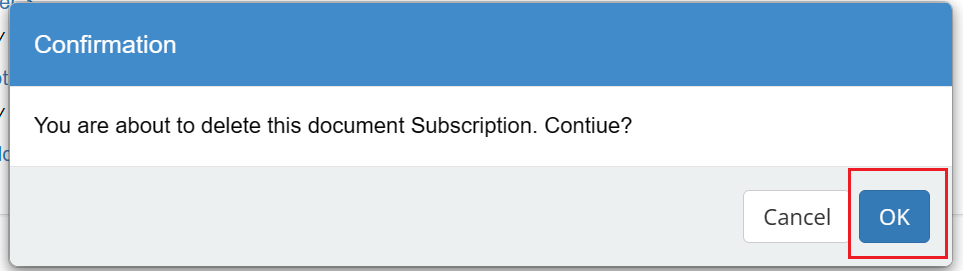 Confirmation
You are about to delete this document Subscription. Contiue?
Cancel
OK